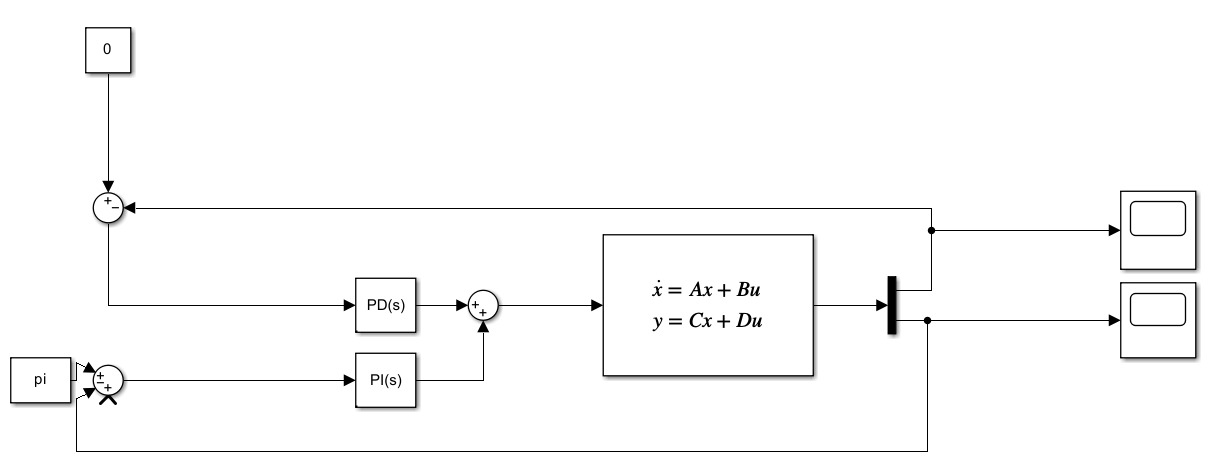 0
+
−
PD(s)
+
+
ẋ = Ax + Bu
y = Cx + Du
pi
+
−
+
PI(s)